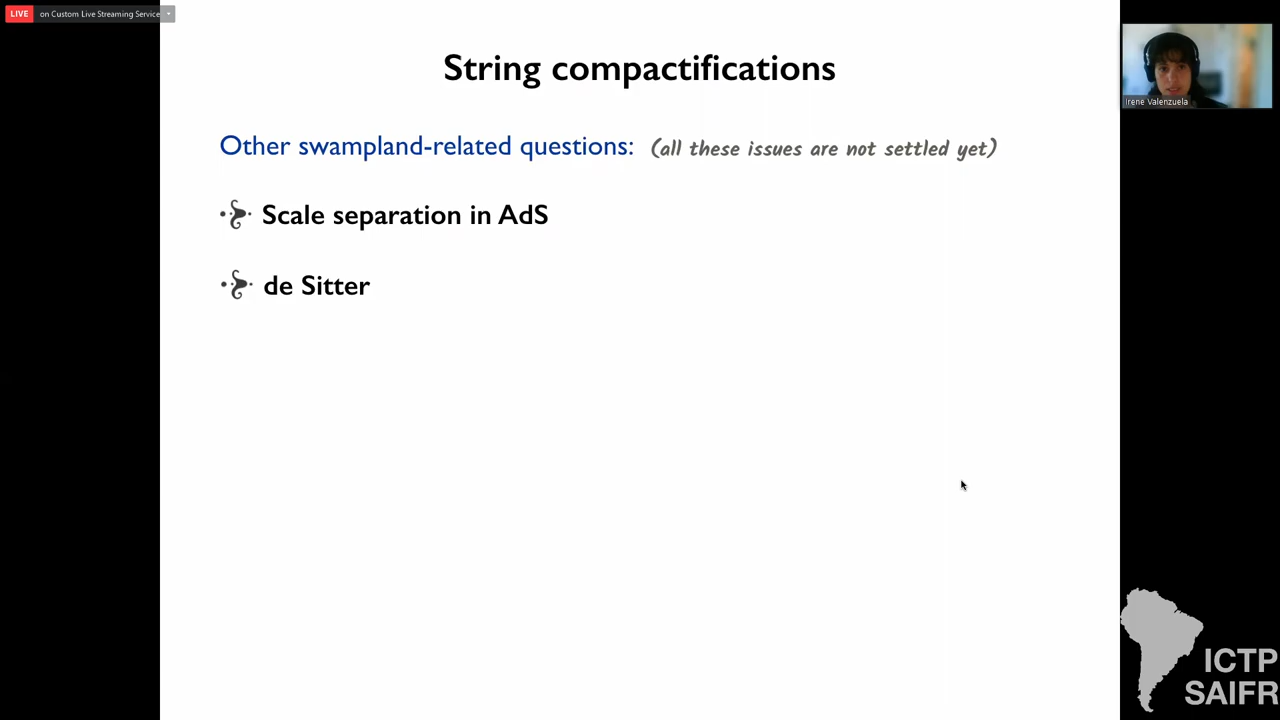 LIVE on Custom Live Streaming Service
String compactifications
Irene Valenzuela
Other swampland-related questions: (all these issues are not settled yet)
Scale separation in AdS
de Sitter
ICTP
SAIFR